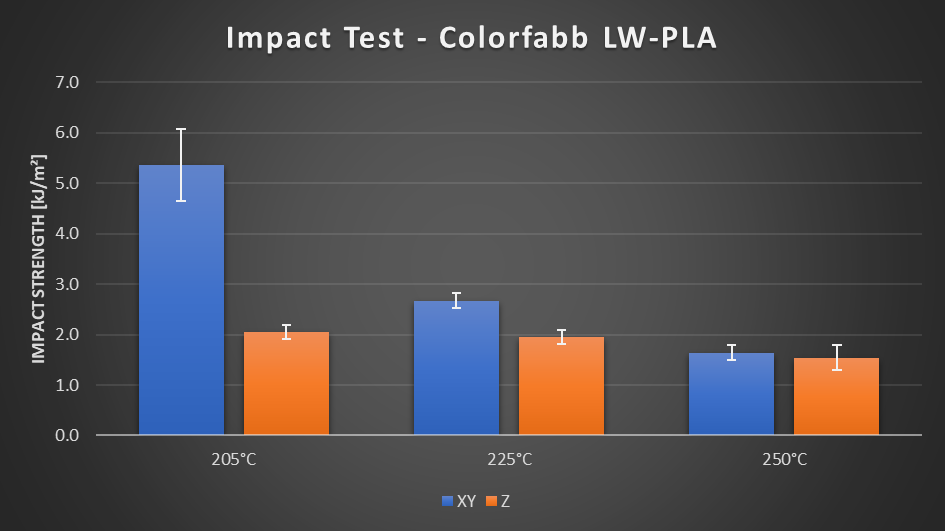 Impact Test - Colorfabb LW-PLA
IMPACT STRENGTH [kJ/m²]
7.0
6.0
5.0
4.0
3.0
2.0
1.0
0.0
205°C 225°C 250°C
XY Z